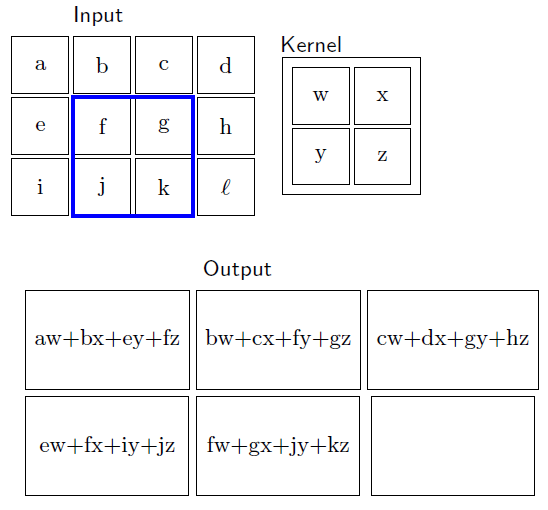 Input
Kernel
a b c d
w x
e f g h
y z
i j k ℓ
Output
aw+bx+ey+fz bw+cx+fy+gz cw+dx+gy+hz
ew+fx+iy+jz fw+gx+jy+kz